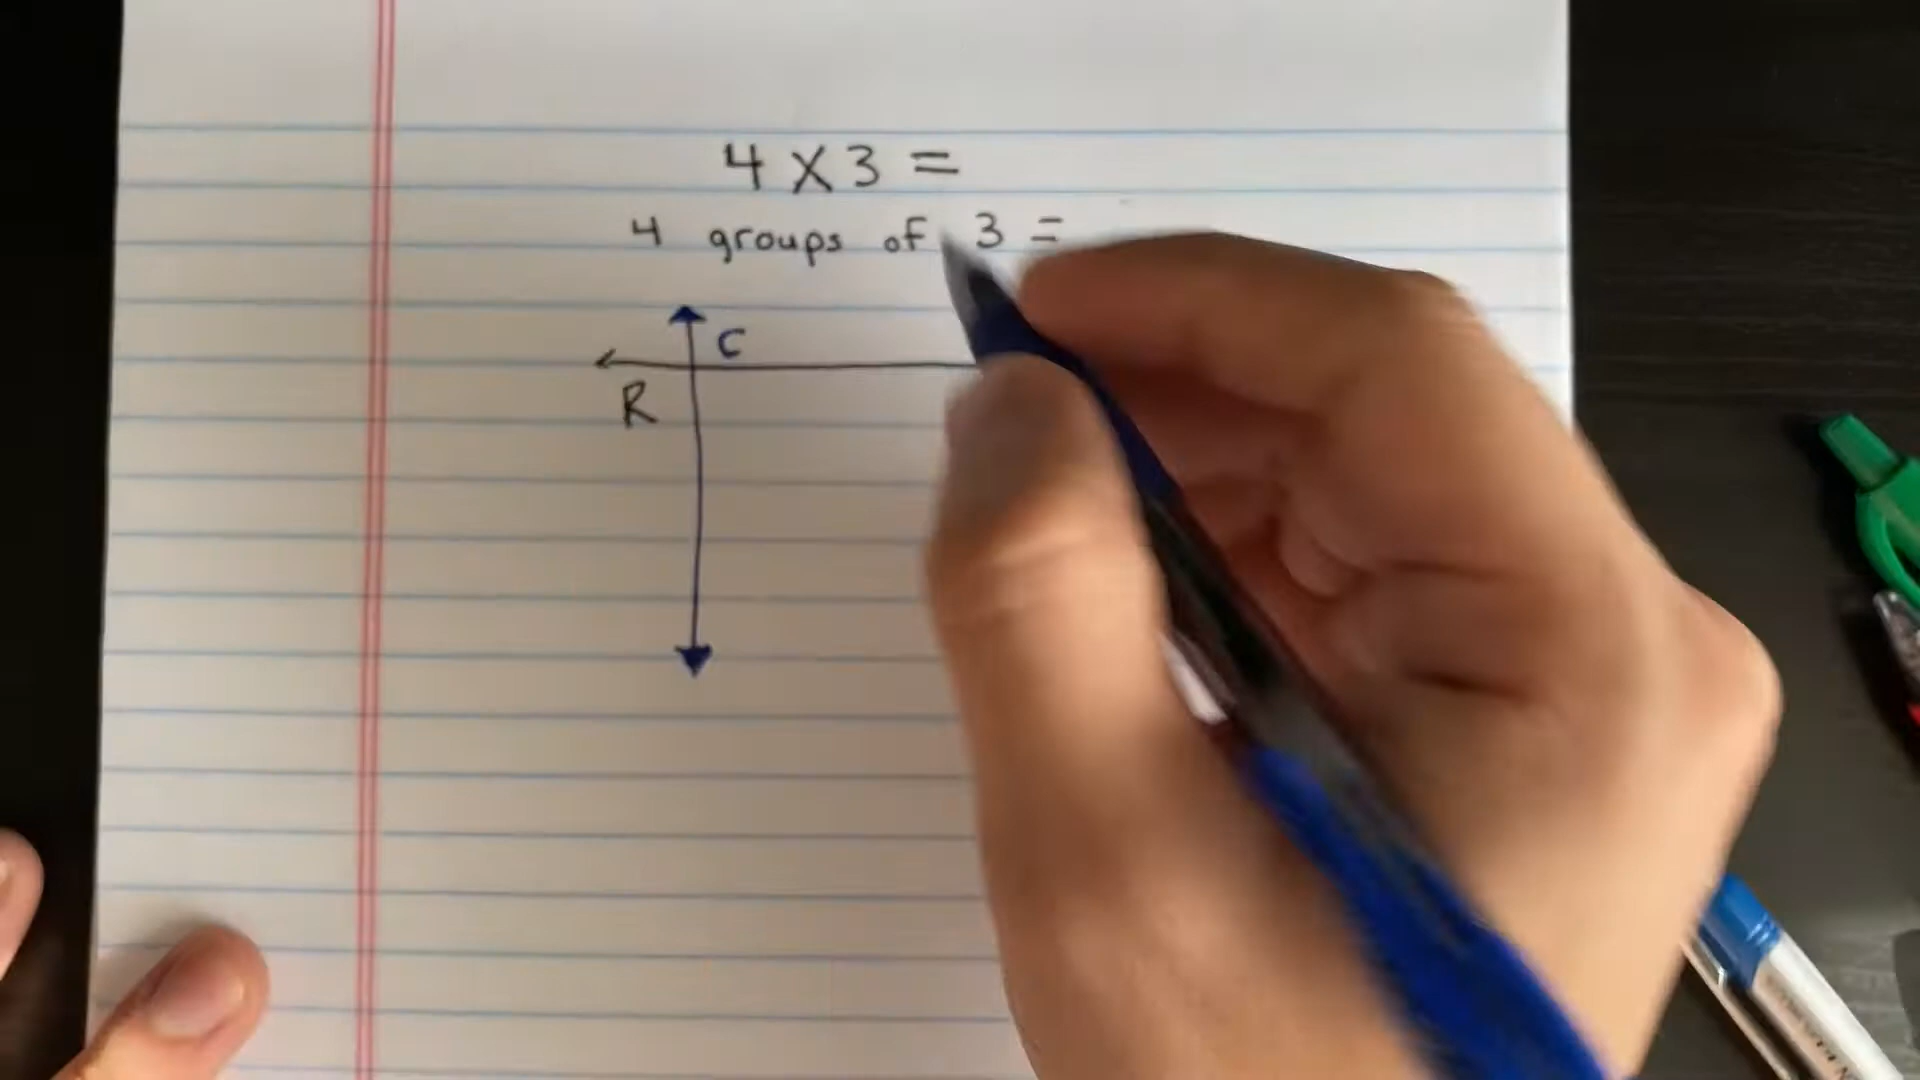 4 X 3 =
4 groups of 3 =
C
R